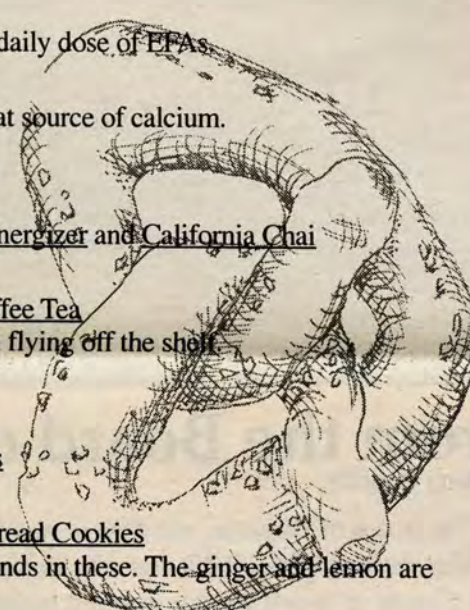 daily dose of EFAs.
at source of calcium.
nergizer and California Chai
ffee Tea
flying off the shelf.
s
read Cookies
nds in these. The ginger and lemon are